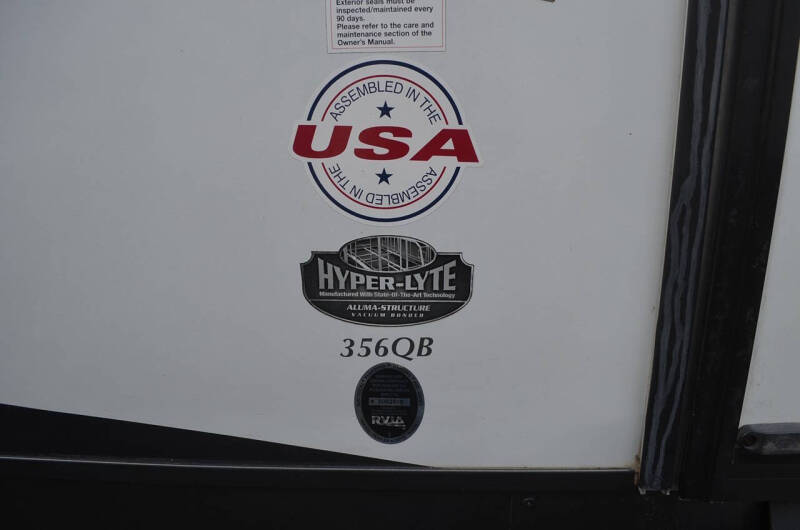 Exterior seals must be
inspected/maintained every
90 days.
Please refer to the care and
maintenance section of the
Owner's Manual.
ASSEMBLED IN THE
USA
ASSEMBLED IN THE
HYPER-LYTE
Manufactured With State-Of-The-Art Technology
ALUMA-STRUCTURE
VACUUM BONDED
356QB
RVIA